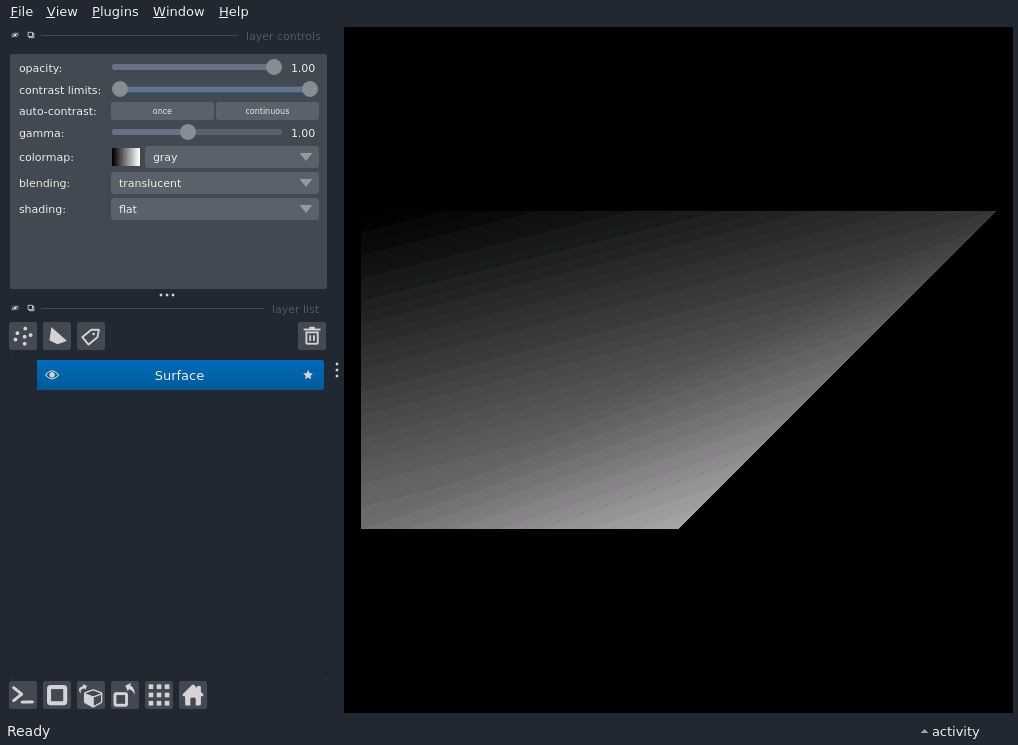 File View Plugins Window Help
layer controls
opacity: 1.00
contrast limits:
auto-contrast: once continuous
gamma: 1.00
colormap: gray
blending: translucent
shading: flat
layer list
Surface
Ready
activity